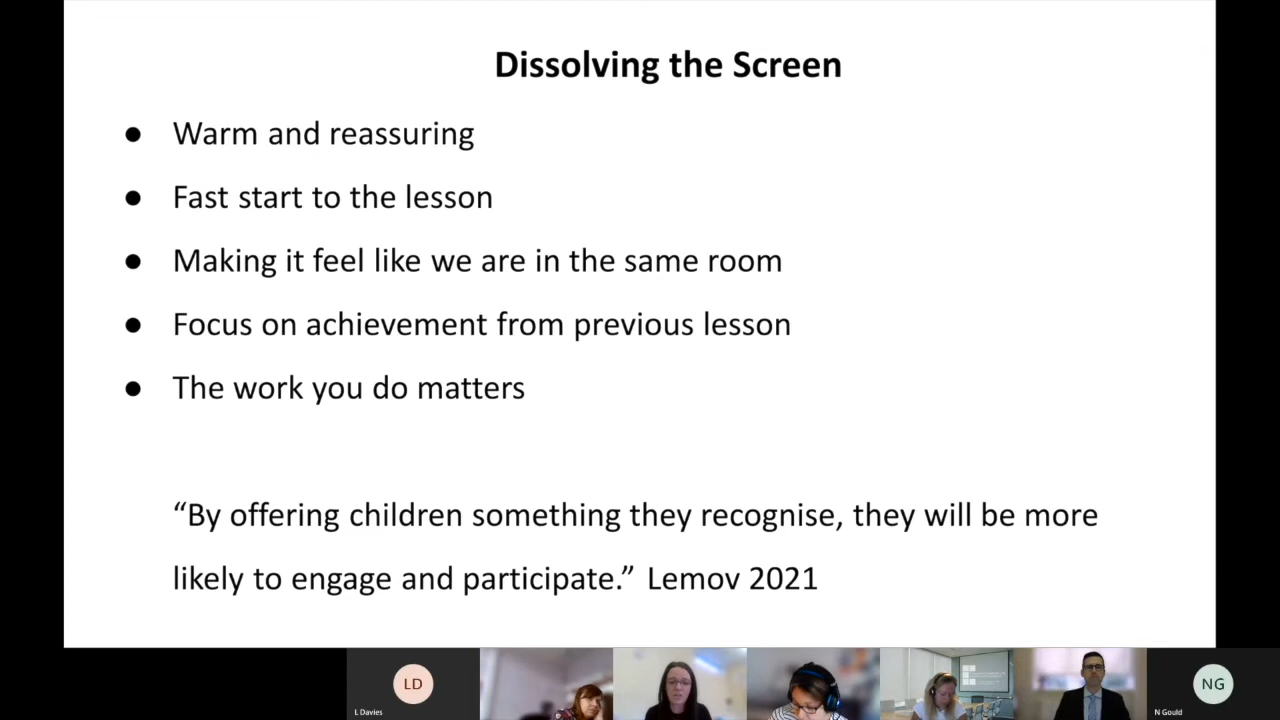 Dissolving the Screen
● Warm and reassuring
● Fast start to the lesson
● Making it feel like we are in the same room
● Focus on achievement from previous lesson
● The work you do matters
“By offering children something they recognise, they will be more
likely to engage and participate.” Lemov 2021
LD
L Davies
NG
N Gould